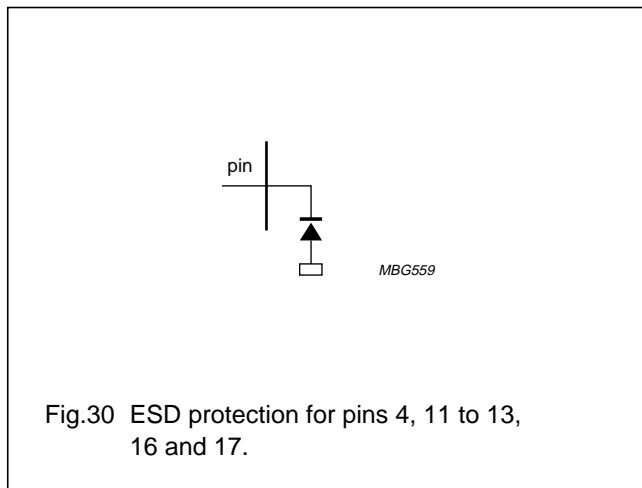 pin
MBG559
Fig.30 ESD protection for pins 4, 11 to 13,
16 and 17.